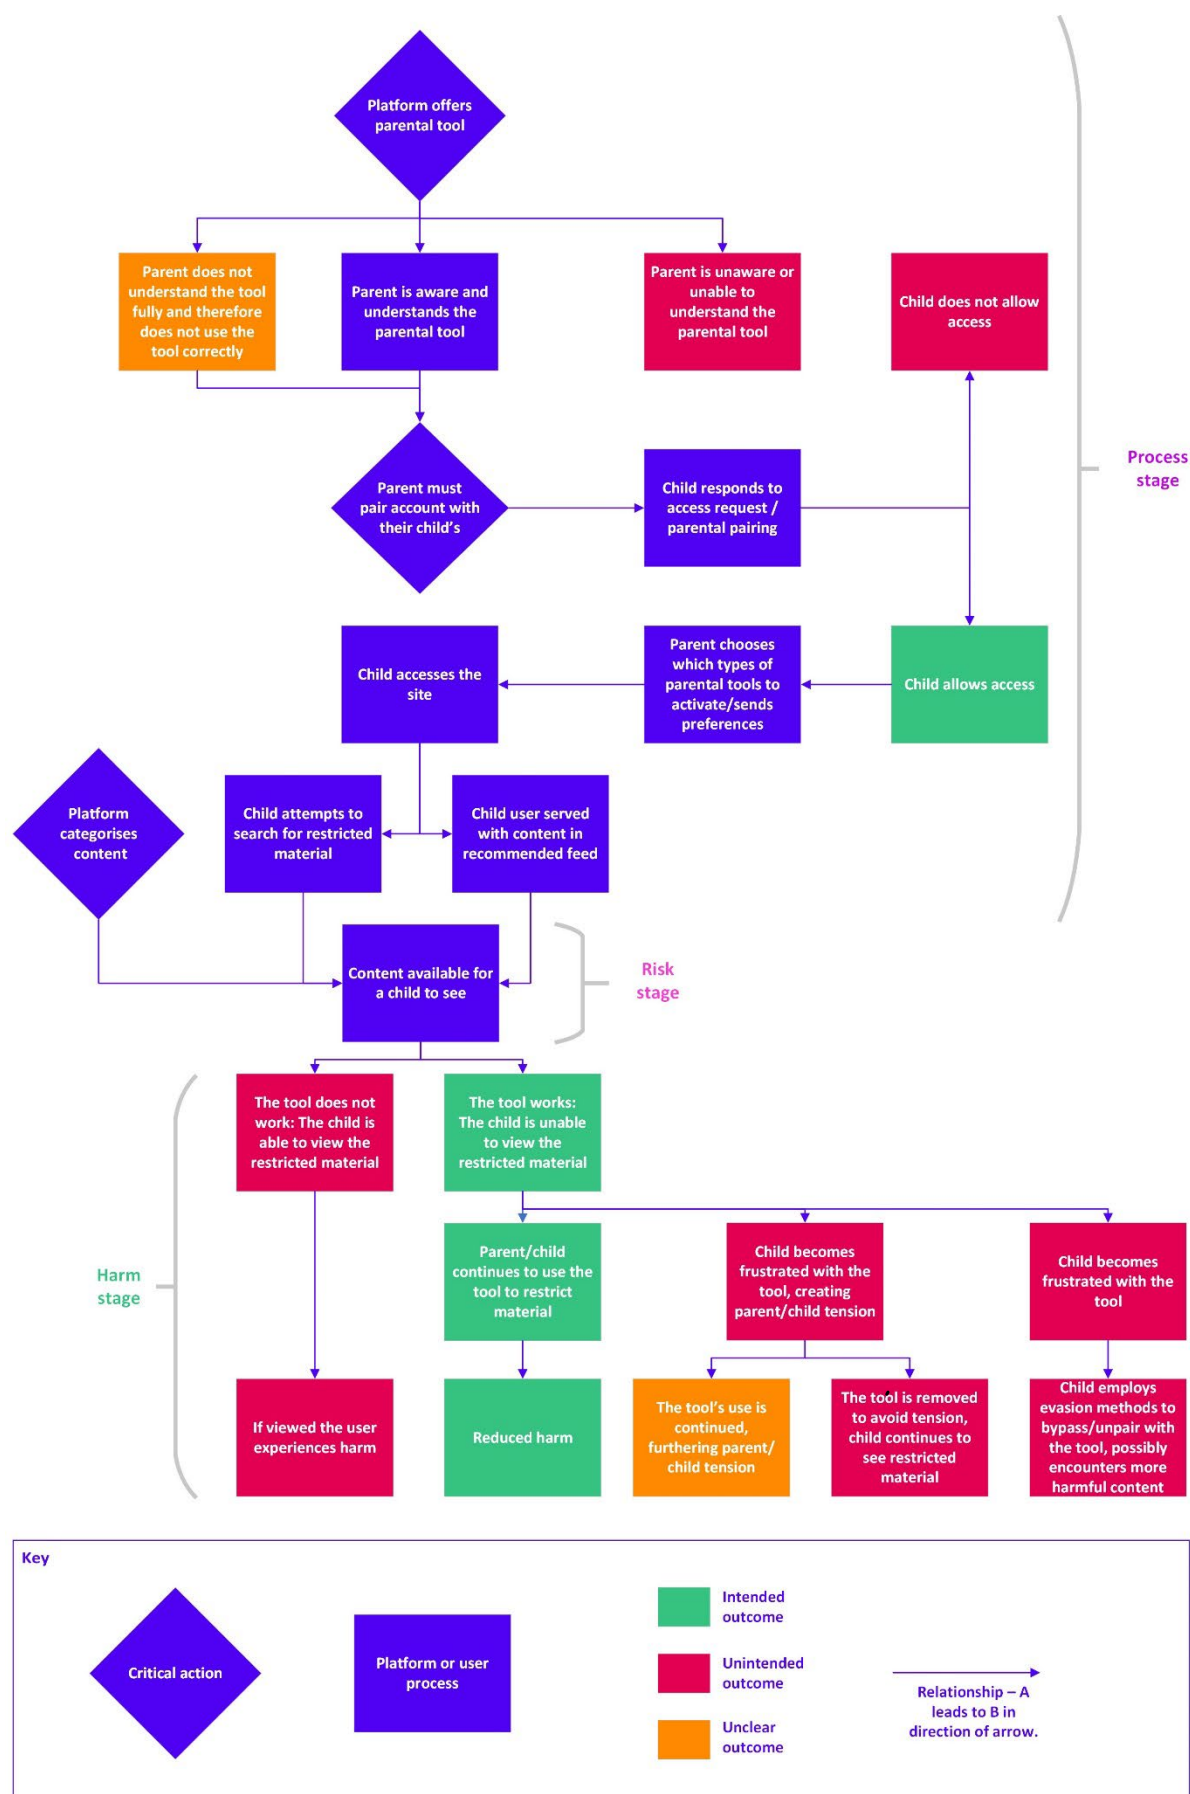 Platform offers
parental tool
Parent does not
understand the tool
fully and therefore
does not use the
tool correctly
Parent is aware and
understands the
parental tool
Parent is unaware or
unable to
understand the
parental tool
Child does not allow
access
Process
stage
Parent must
pair account with
their child’s
Child responds to
access request /
parental pairing
Child accesses the
site
Parent chooses
which types of
parental tools to
activate/sends
preferences
Child allows access
Platform
categorises
content
Child attempts to
search for restricted
material
Child user served
with content in
recommended feed
Content available for
a child to see
Risk
stage
The tool does not
work: The child is
able to view the
restricted material
The tool works:
The child is unable
to view the
restricted material
Harm
stage
Parent/child
continues to use the
tool to restrict
material
Child becomes
frustrated with the
tool, creating
parent/child tension
Child becomes
frustrated with the
tool
If viewed the user
experiences harm
Reduced harm
The tool’s use is
continued,
furthering parent/
child tension
The tool is removed
to avoid tension,
child continues to
see restricted
material
Child employs
evasion methods to
bypass/unpair with
the tool, possibly
encounters more
harmful content
Key
Critical action
Platform or user
process
Intended
outcome
Unintended
outcome
Unclear
outcome
Relationship – A
leads to B in
direction of arrow.